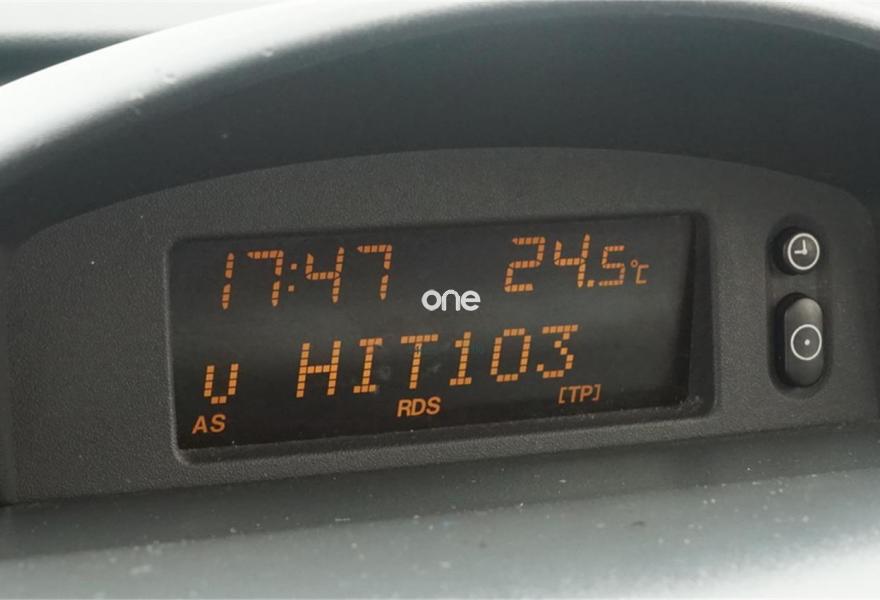 17:47 24.5°C
one
u HIT103
AS RDS [TP]